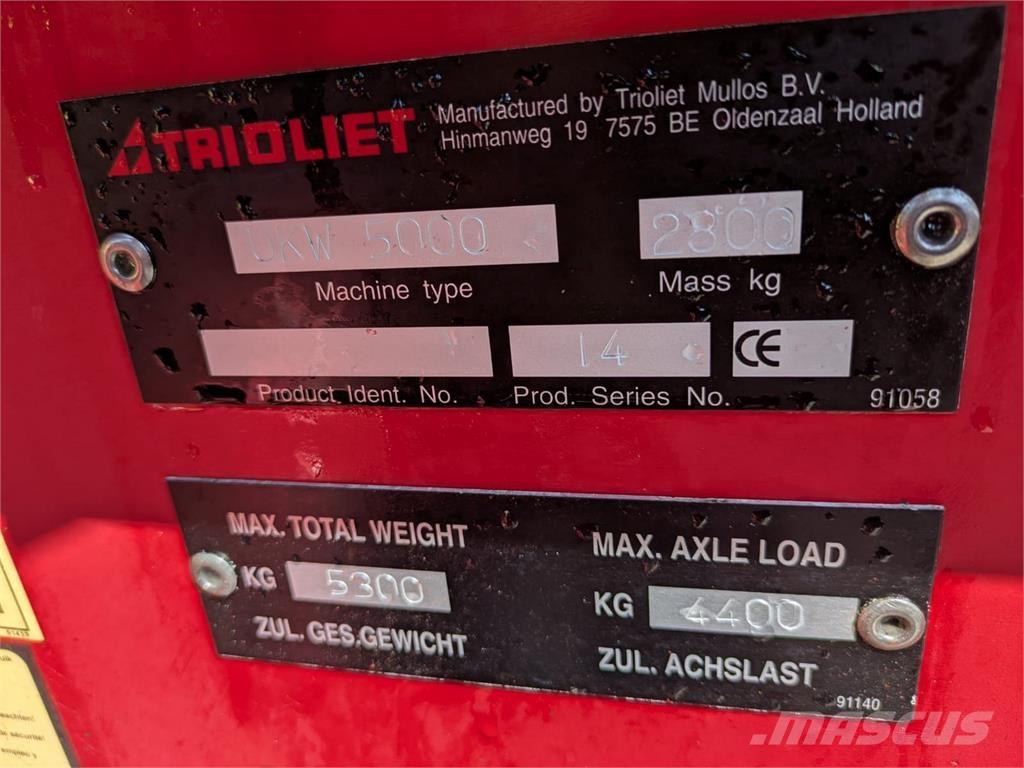 TRIOLIET
Manufactured by Trioliet Mullos B.V.
Hinmanweg 19 7575 BE Oldenzaal Holland
UKW 5000
2800
Machine type
Mass kg
14
CE
Product Ident. No.
Prod. Series No.
91058
MAX. TOTAL WEIGHT
KG 5300
ZUL. GES.GEWICHT
MAX. AXLE LOAD
KG 4400
ZUL. ACHSLAST
91140
MASCUS